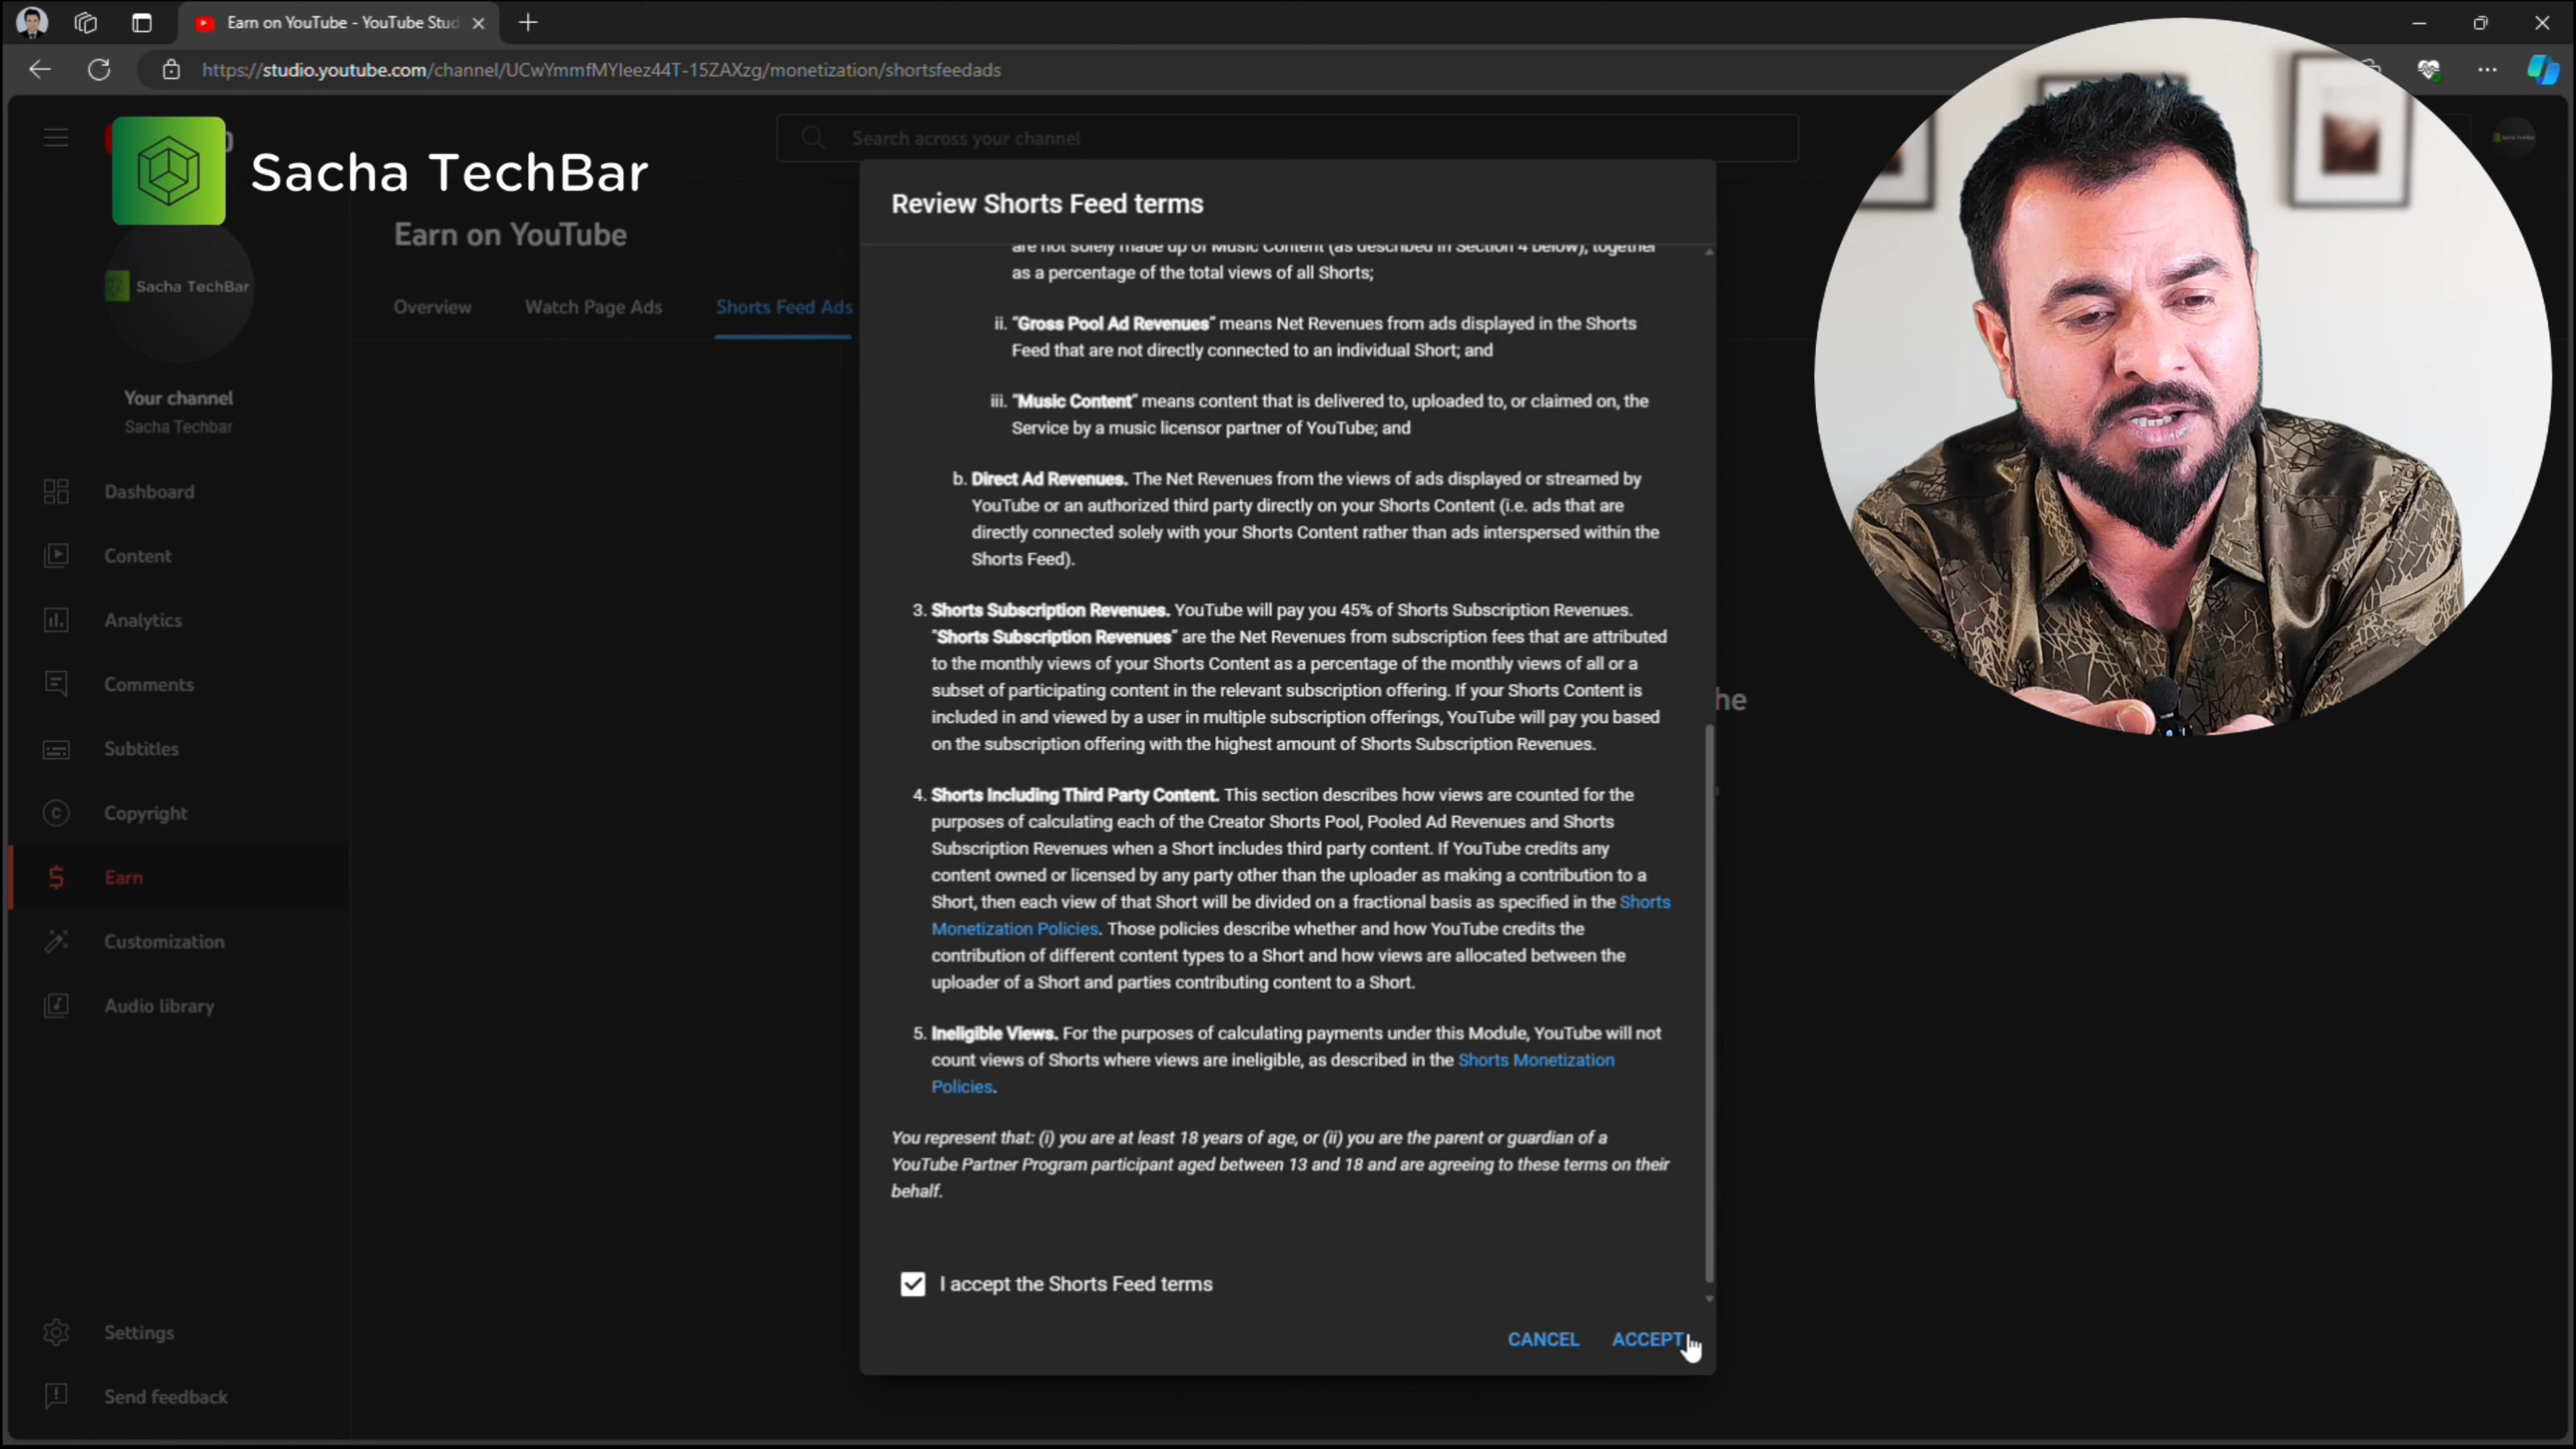 Earn on YouTube - YouTube Stud
https://studio.youtube.com/channel/UCwYmmfMYIeez44T-15ZAXzg/monetization/shortsfeedads
Search across your channel
Sacha TechBar
Earn on YouTube
Sacha TechBar
Overview
Watch Page Ads
Shorts Feed Ads
Your channel
Sacha Techbar
Dashboard
Content
Analytics
Comments
Subtitles
Copyright
Earn
Customization
Audio library
Settings
Send feedback
Review Shorts Feed terms
are not solely made up of Music Content (as described in Section 4 below), together
as a percentage of the total views of all Shorts;
ii. "Gross Pool Ad Revenues" means Net Revenues from ads displayed in the Shorts
Feed that are not directly connected to an individual Short; and
iii. "Music Content" means content that is delivered to, uploaded to, or claimed on, the
Service by a music licensor partner of YouTube; and
b. Direct Ad Revenues. The Net Revenues from the views of ads displayed or streamed by
YouTube or an authorized third party directly on your Shorts Content (i.e. ads that are
directly connected solely with your Shorts Content rather than ads interspersed within the
Shorts Feed).
3. Shorts Subscription Revenues. YouTube will pay you 45% of Shorts Subscription Revenues.
"Shorts Subscription Revenues" are the Net Revenues from subscription fees that are attributed
to the monthly views of your Shorts Content as a percentage of the monthly views of all or a
subset of participating content in the relevant subscription offering. If your Shorts Content is
included in and viewed by a user in multiple subscription offerings, YouTube will pay you based
on the subscription offering with the highest amount of Shorts Subscription Revenues.
he
4. Shorts Including Third Party Content. This section describes how views are counted for the
purposes of calculating each of the Creator Shorts Pool, Pooled Ad Revenues and Shorts
Subscription Revenues when a Short includes third party content. If YouTube credits any
content owned or licensed by any party other than the uploader as making a contribution to a
Short, then each view of that Short will be divided on a fractional basis as specified in the Shorts
Monetization Policies. Those policies describe whether and how YouTube credits the
contribution of different content types to a Short and how views are allocated between the
uploader of a Short and parties contributing content to a Short.
5. Ineligible Views. For the purposes of calculating payments under this Module, YouTube will not
count views of Shorts where views are ineligible, as described in the Shorts Monetization
Policies.
You represent that: (i) you are at least 18 years of age, or (ii) you are the parent or guardian of a
YouTube Partner Program participant aged between 13 and 18 and are agreeing to these terms on their
behalf.
I accept the Shorts Feed terms
CANCEL
ACCEPT